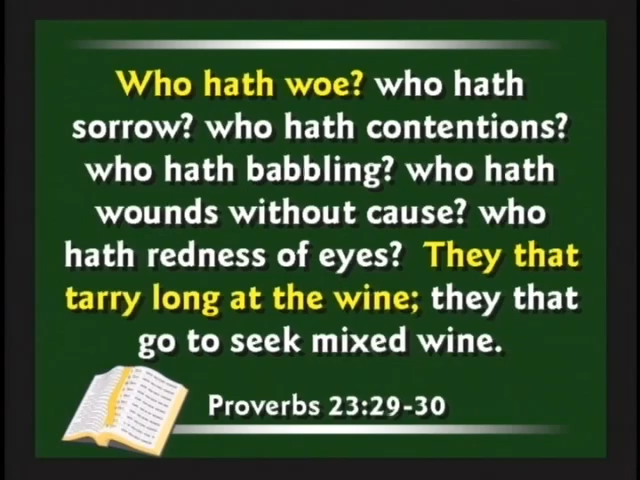 Who hath woe? who hath
sorrow? who hath contentions?
who hath babbling? who hath
wounds without cause? who
hath redness of eyes? They that
tarry long at the wine; they that
go to seek mixed wine.
Proverbs 23:29-30